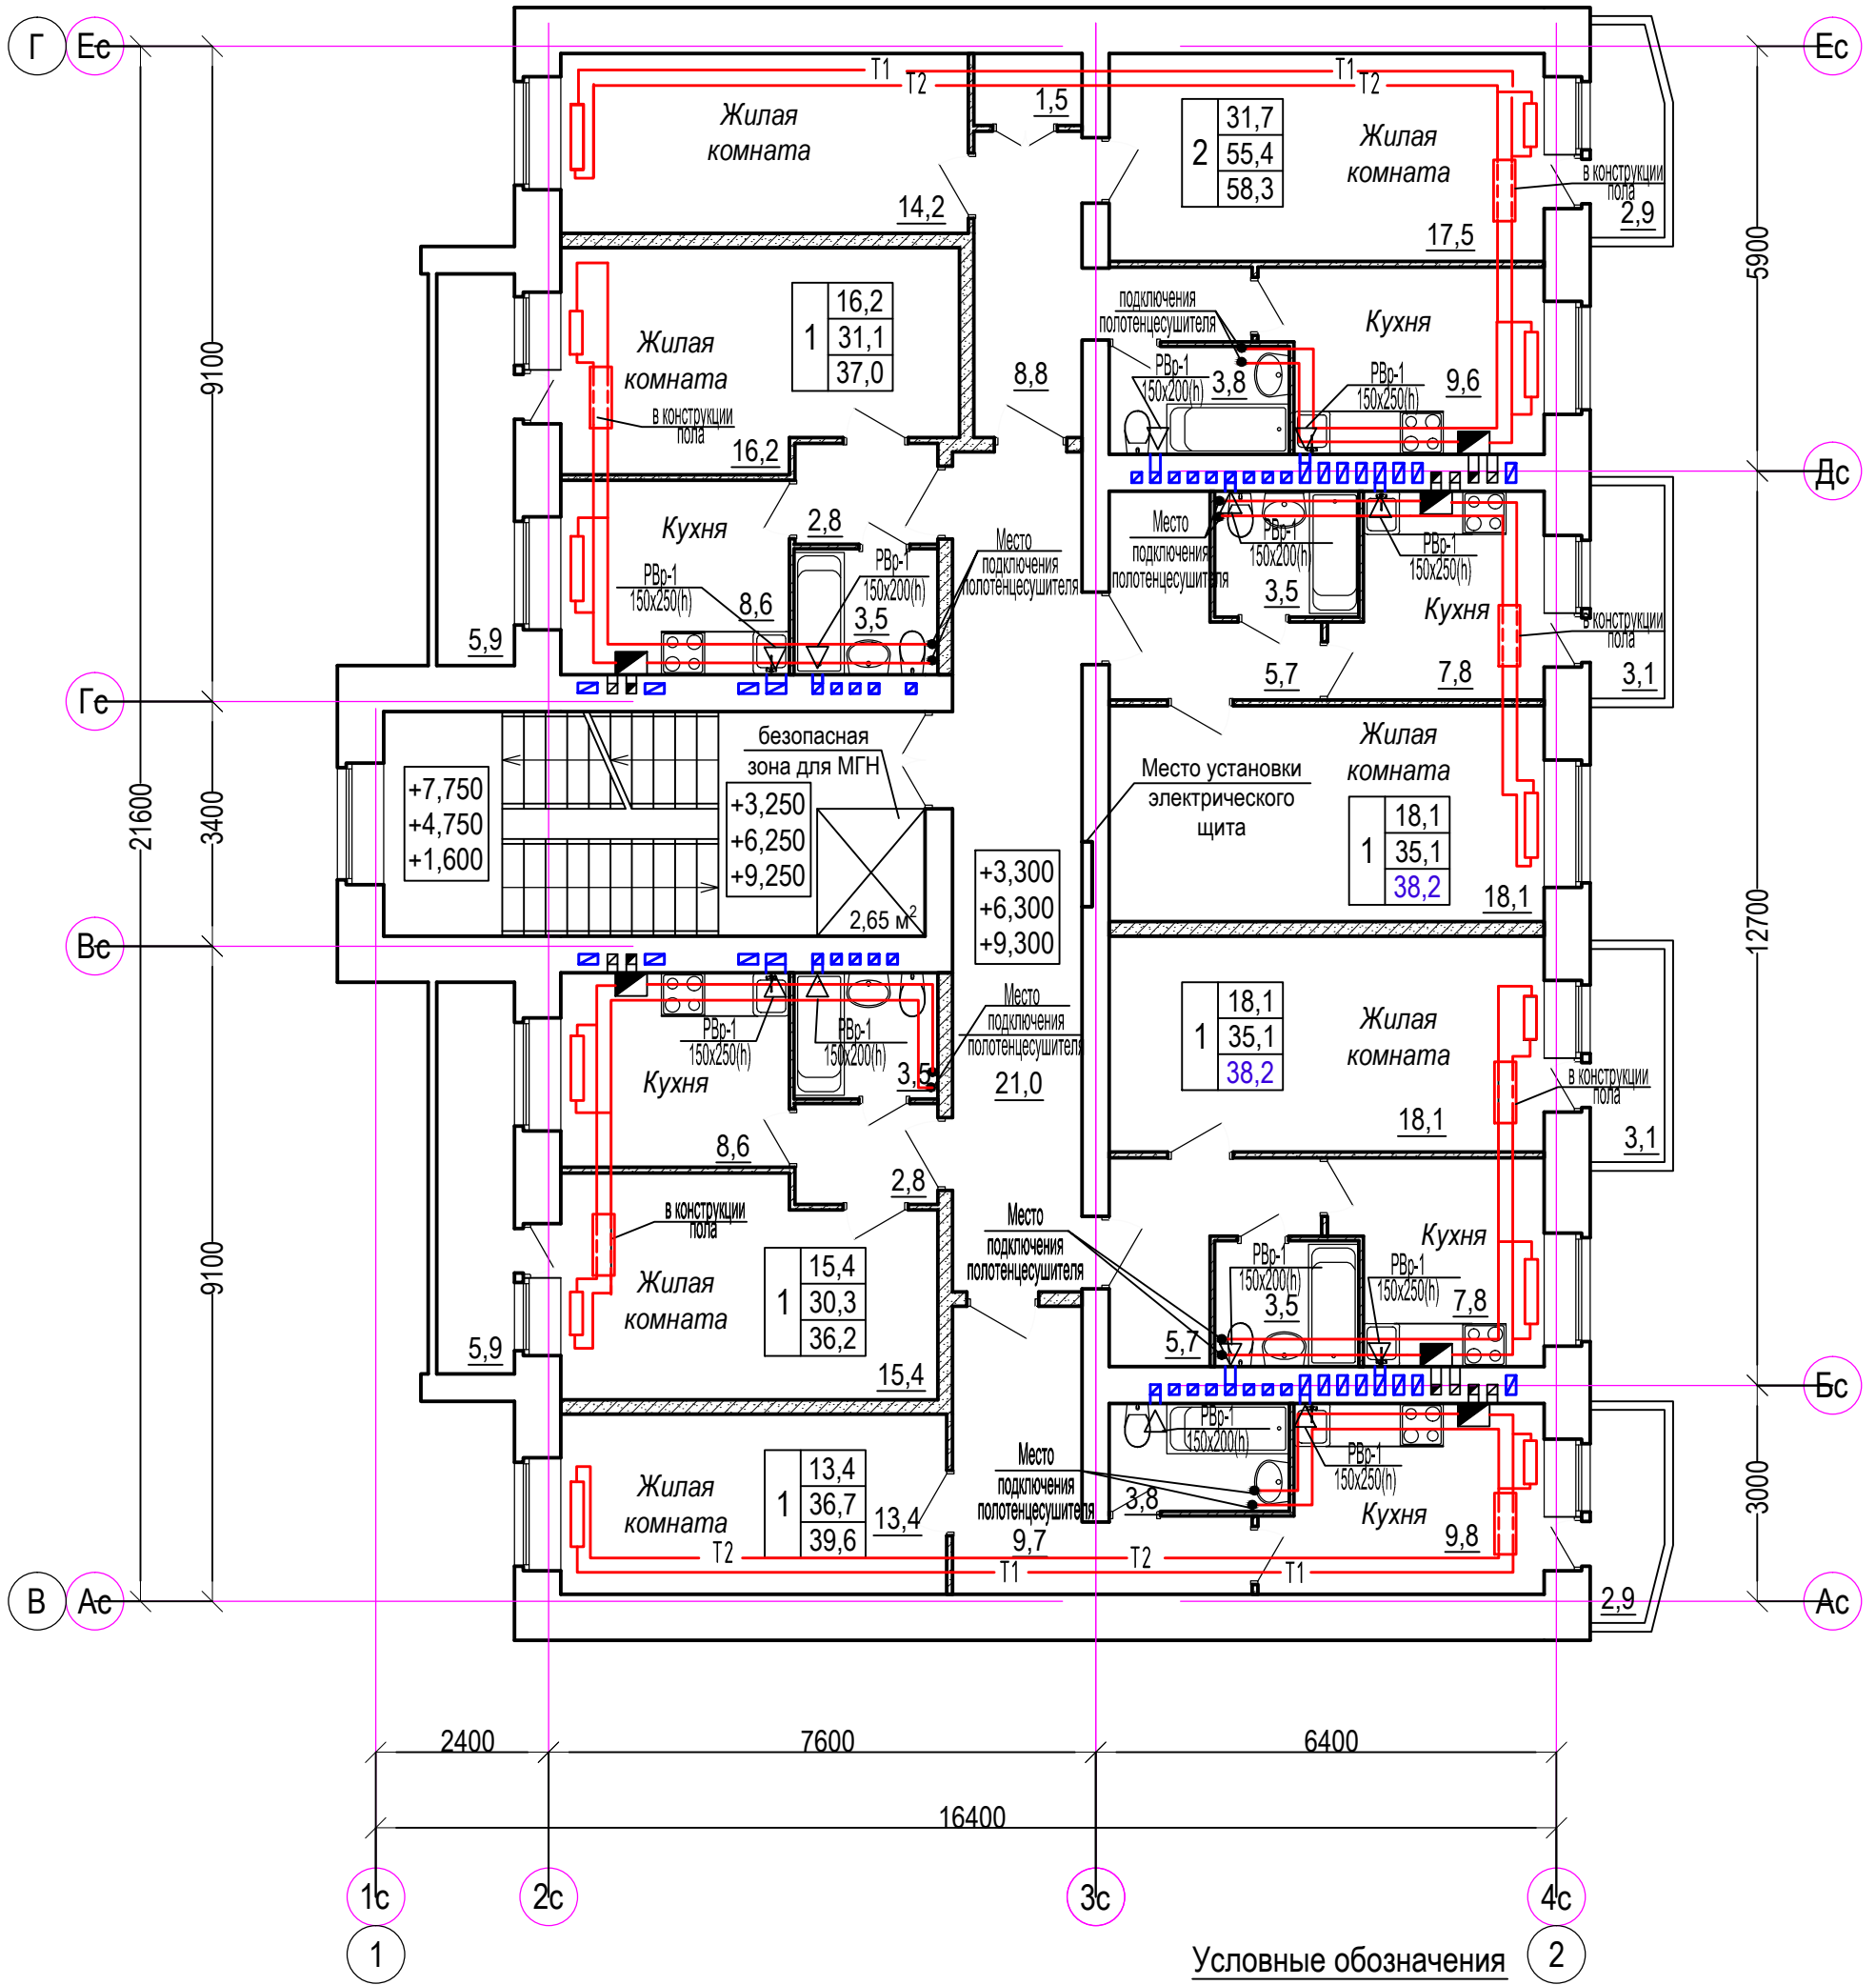 Г
Ес
Ес
Т1
Т2
Т1
Т2
Жилая
комната
14,2
1,5
2
31,7
55,4
58,3
Жилая
комната
в конструкции
пола
17,5
2,9
9100
21600
5900
Жилая
комната
1
16,2
31,1
37,0
в конструкции
пола
16,2
8,8
подключения
полотенцесушителя
РВр-1
150х200(h)
3,8
Кухня
РВр-1
150х250(h)
9,6
Дс
Кухня
2,8
РВр-1
150х250(h)
8,6
РВр-1
150х200(h)
3,5
Место
подключения
полотенцесушителя
5,9
Место
подключения
полотенцесушителя
РВр-1
150х200(h)
3,5
РВр-1
150х250(h)
Кухня
в конструкции
пола
5,7
7,8
3,1
Гс
3400
+7,750
+4,750
+1,600
безопасная
зона для МГН
+3,250
+6,250
+9,250
2,65 м²
+3,300
+6,300
+9,300
Место установки
электрического
щита
Жилая
комната
1
18,1
35,1
38,2
18,1
12700
Вс
РВр-1
150х250(h)
РВр-1
150х200(h)
3,5
Кухня
8,6
2,8
Место
подключения
полотенцесушителя
21,0
1
18,1
35,1
38,2
Жилая
комната
в конструкции
пола
18,1
3,1
9100
в конструкции
пола
Жилая
комната
1
15,4
30,3
36,2
15,4
5,9
Место
подключения
полотенцесушителя
РВр-1
150х200(h)
3,5
РВр-1
150х250(h)
Кухня
7,8
5,7
Бс
Жилая
комната
1
13,4
36,7
39,6
13,4
Место
подключения
полотенцесушителя
РВр-1
150х200(h)
3,8
РВр-1
150х250(h)
Кухня
9,8
9,7
Т2
Т1
Т2
Т1
3000
В
Ас
2,9
Ас
2400
7600
6400
16400
1с
2с
3с
4с
1
2
Условные обозначения